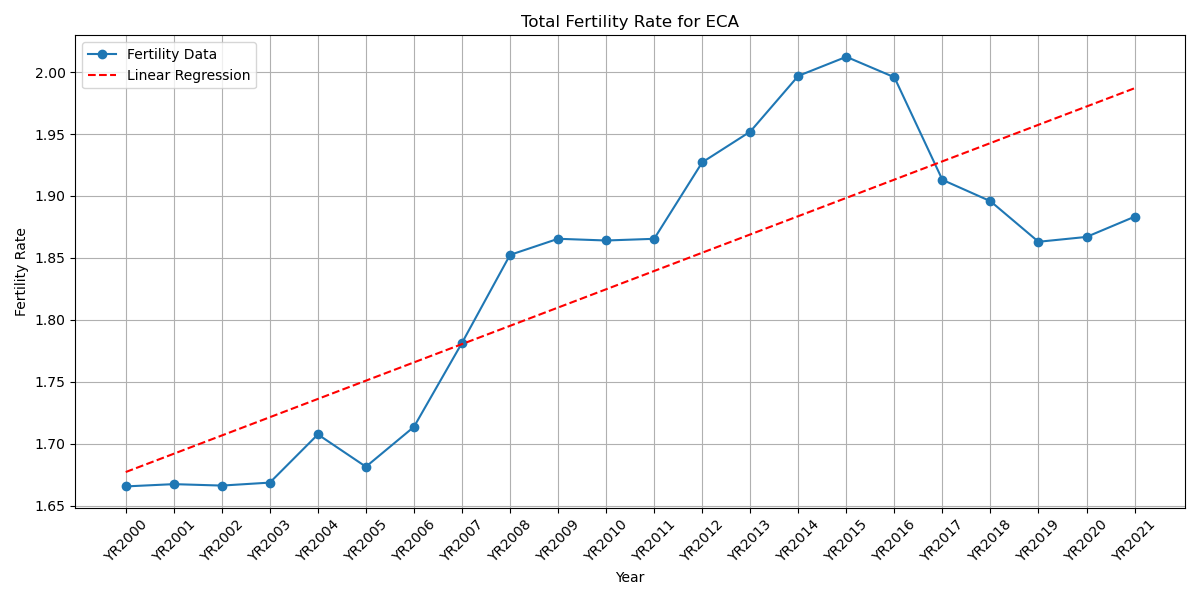 Total Fertility Rate for ECA
Fertility Data
Linear Regression
2.00
1.95
1.90
1.85
1.80
1.75
1.70
1.65
Fertility Rate
YR2000
YR2001
YR2002
YR2003
YR2004
YR2005
YR2006
YR2007
YR2008
YR2009
YR2010
YR2011
YR2012
YR2013
YR2014
YR2015
YR2016
YR2017
YR2018
YR2019
YR2020
YR2021
Year